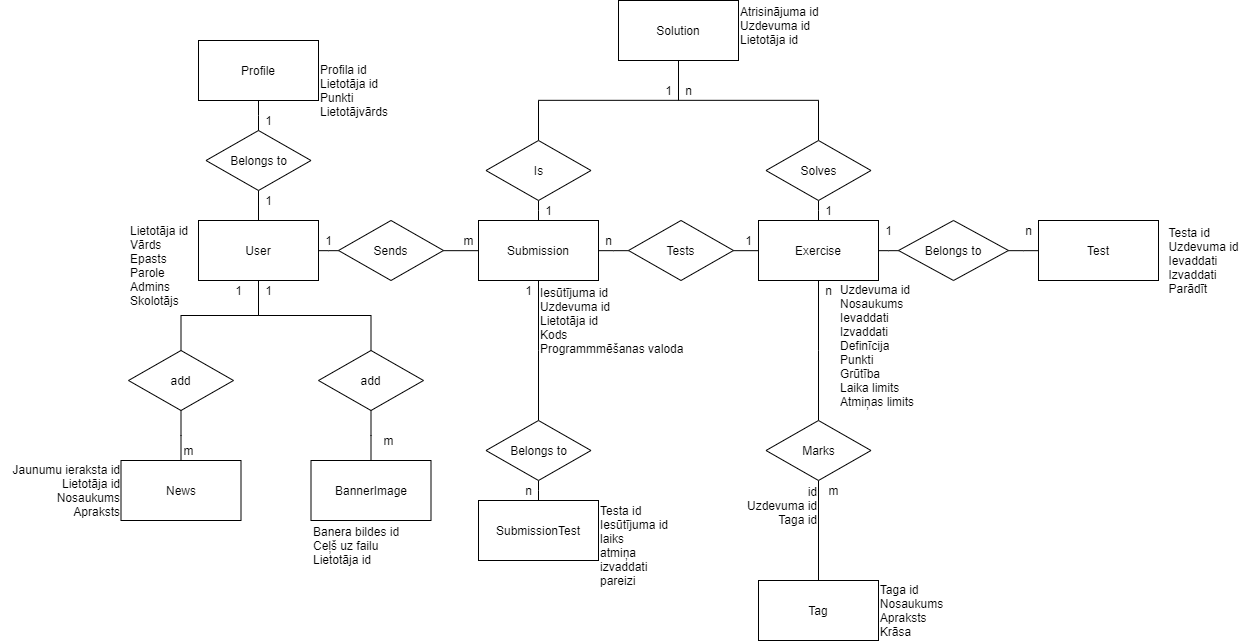 Solution
Atrisinājuma id
Uzdevuma id
Lietotāja id
Profile
Profila id
Lietotāja id
Punkti
Lietotājvārds
1
n
1
Belongs to
Is
Solves
1
1
1
Lietotāja id
Vārds
Epasts
Parole
Admins
Skolotājs
User
1
Sends
m
Submission
n
Tests
1
Exercise
1
Belongs to
n
Test
Testa id
Uzdevuma id
Ievaddati
Izvaddati
Parādīt
1
1
1
Iesūtījuma id
Uzdevuma id
Lietotāja id
Kods
Programmmēšanas valoda
n
Uzdevuma id
Nosaukums
Ievaddati
Izvaddati
Definīcija
Punkti
Grūtība
Laika limits
Atmiņas limits
add
add
m
m
Belongs to
Marks
Jaunumu ieraksta id
Lietotāja id
Nosaukums
Apraksts
News
BannerImage
Banera bildes id
Ceļš uz failu
Lietotāja id
n
SubmissionTest
Testa id
Iesūtījuma id
laiks
atmiņa
izvaddati
pareizi
id
Uzdevuma id
Taga id
m
Tag
Taga id
Nosaukums
Apraksts
Krāsa